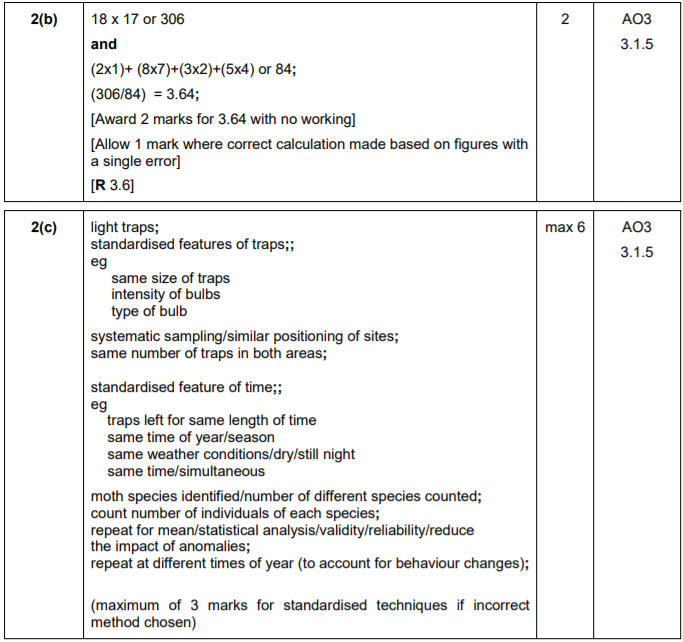 2(b)
18 x 17 or 306
and
(2x1)+ (8x7)+(3x2)+(5x4) or 84;
(306/84) = 3.64;
[Award 2 marks for 3.64 with no working]
[Allow 1 mark where correct calculation made based on figures with
a single error]
[R 3.6]
2
AO3
3.1.5
2(c)
light traps;
standardised features of traps;;
eg
same size of traps
intensity of bulbs
type of bulb
systematic sampling/similar positioning of sites;
same number of traps in both areas;
standardised feature of time;;
eg
traps left for same length of time
same time of year/season
same weather conditions/dry/still night
same time/simultaneous
moth species identified/number of different species counted;
count number of individuals of each species;
repeat for mean/statistical analysis/validity/reliability/reduce
the impact of anomalies;
repeat at different times of year (to account for behaviour changes);
(maximum of 3 marks for standardised techniques if incorrect
method chosen)
max 6
AO3
3.1.5